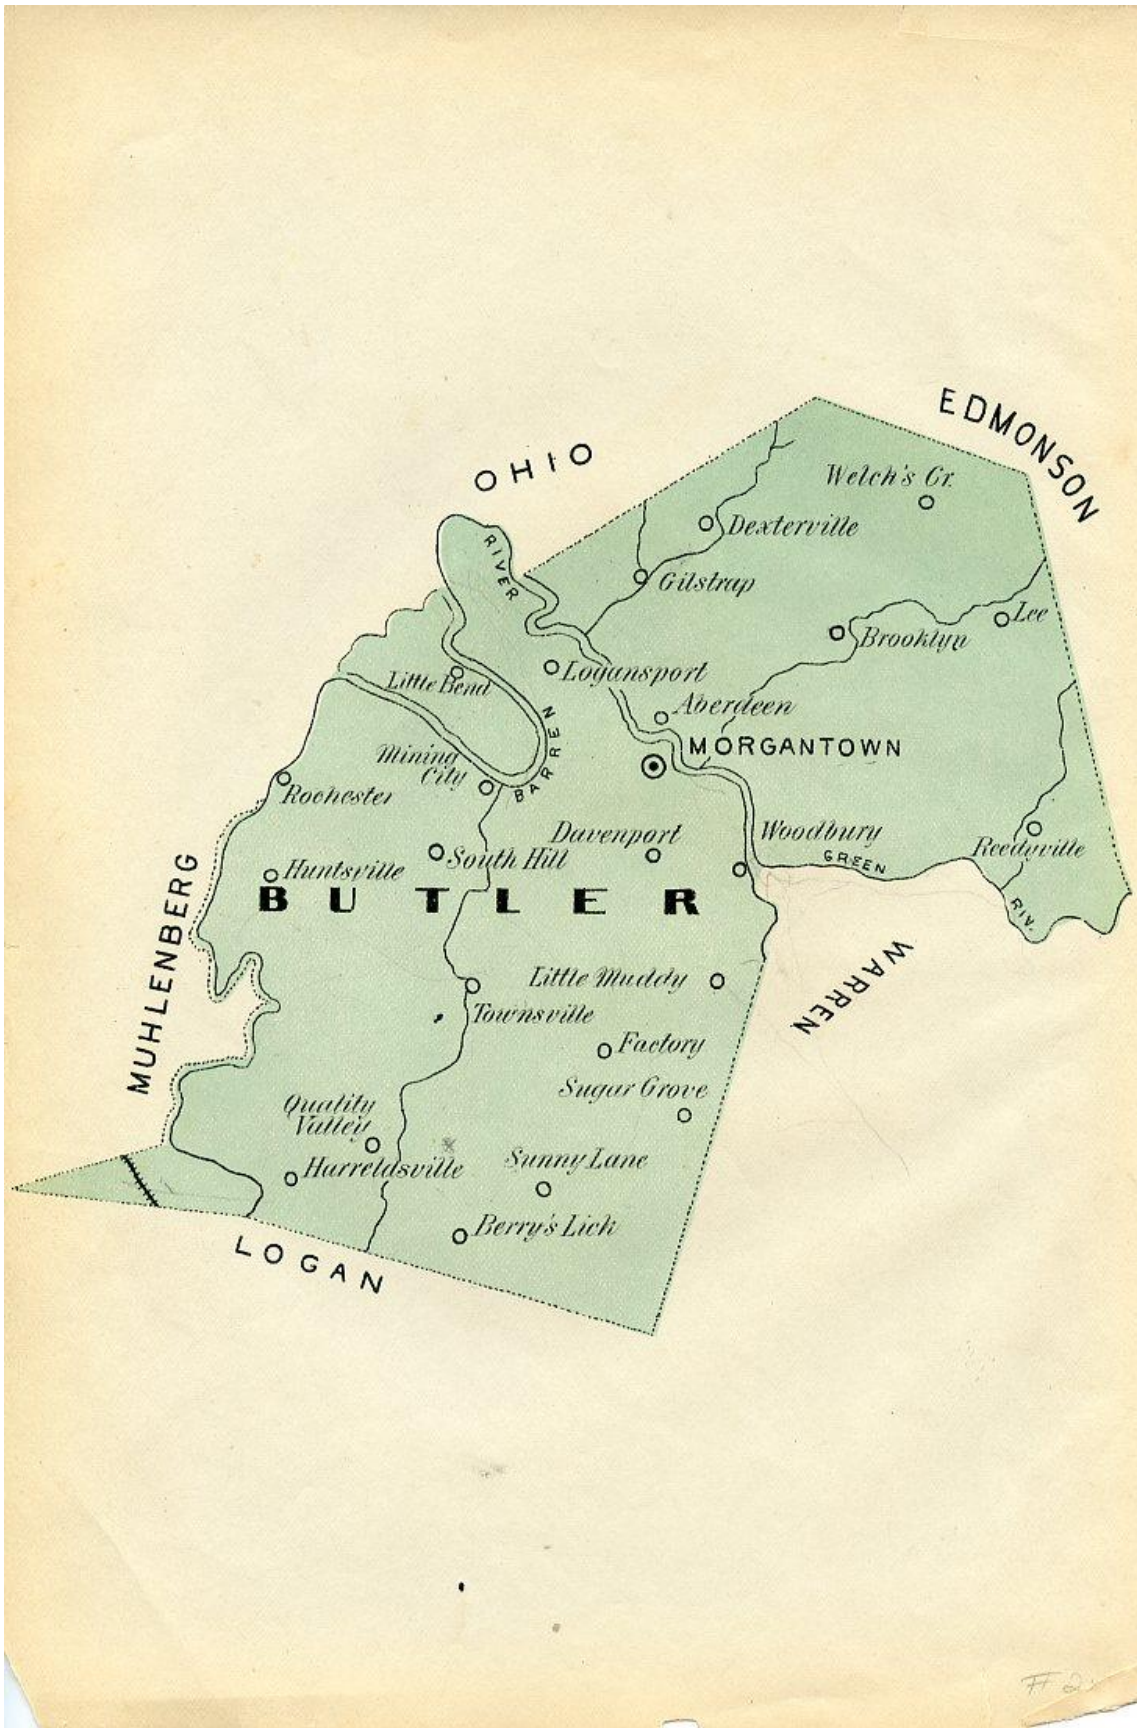 EDMONSON
OHIO
Welch's Cr.
RIVER
Dexterville
Gilstrap
Lee
Brooklyn
Logansport
Little Bend
Aberdeen
BARREN
MORGANTOWN
Mining
City
Rochester
Davenport
Woodbury
South Hill
GREEN
Reedyville
Huntsville
BUTLER
RIV.
MUHLENBERG
WARREN
Little Muddy
Townsville
Factory
Sugar Grove
Quality
Valley
Harreldsville
Sunny Lane
Berry's Lick
LOGAN